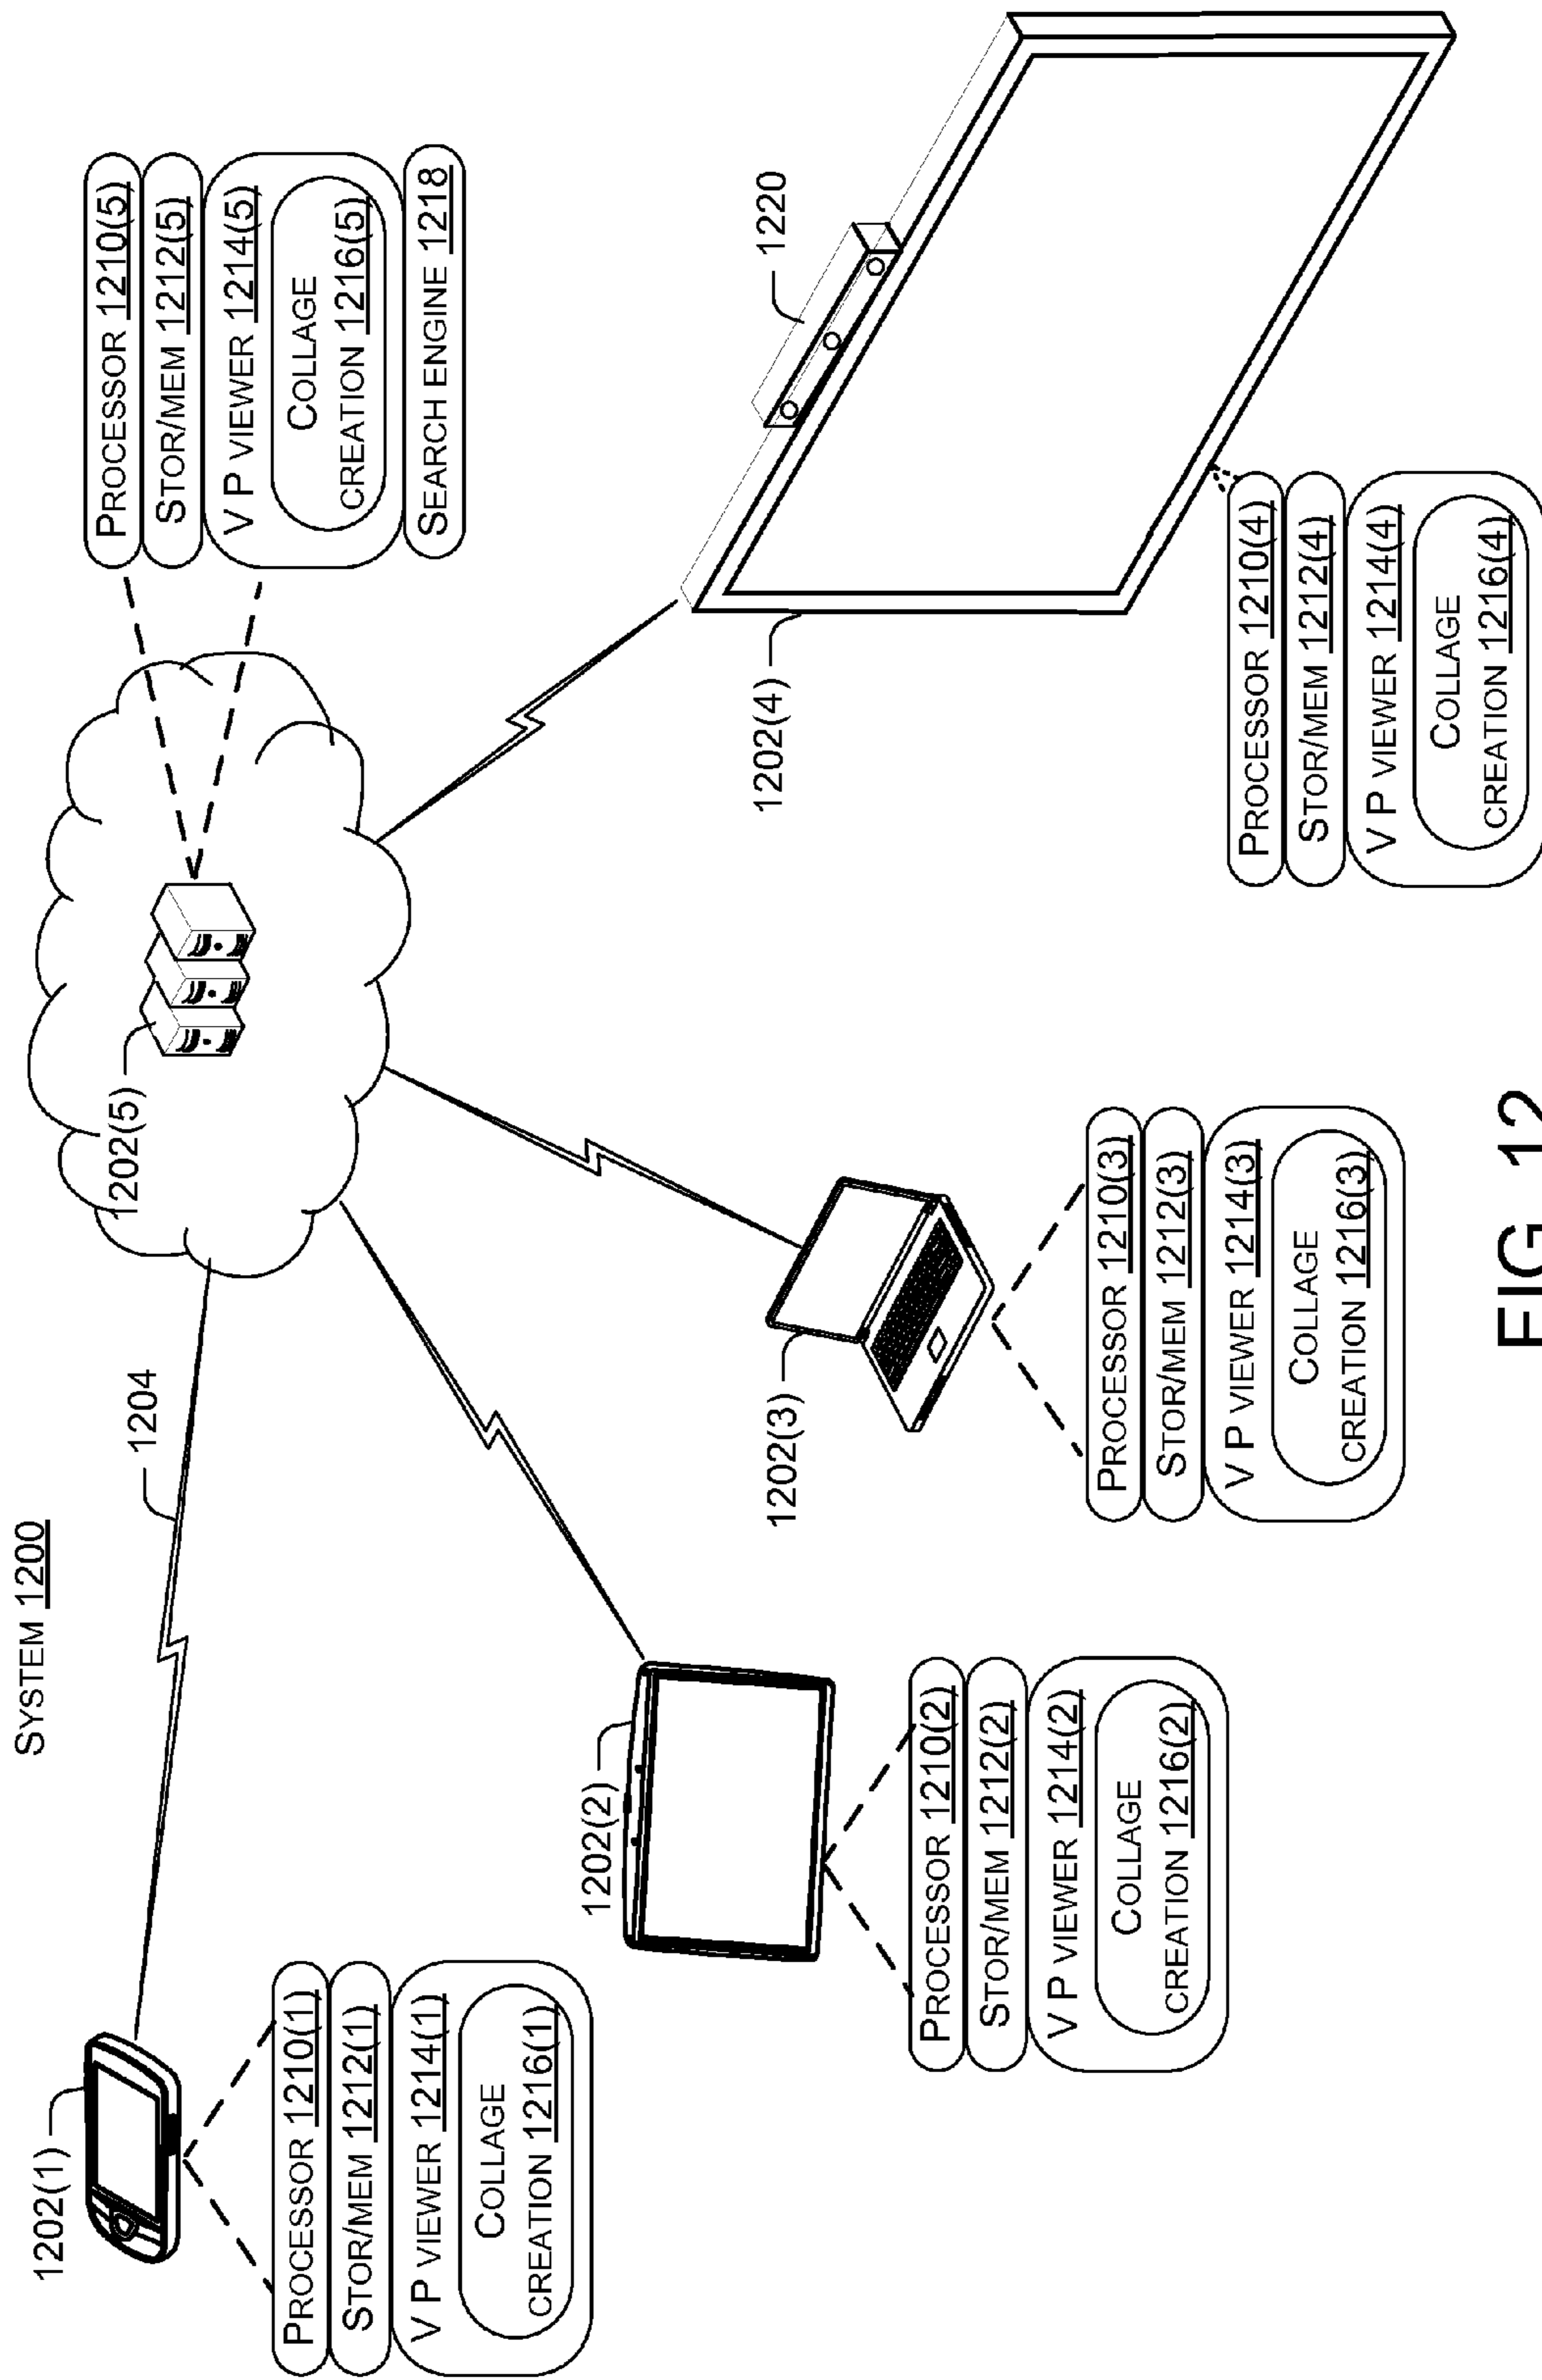 SYSTEM 1200
1202(1)
PROCESSOR 1210(1)
STOR/MEM 1212(1)
V P VIEWER 1214(1)
COLLAGE
CREATION 1216(1)
1204
1202(2)
PROCESSOR 1210(2)
STOR/MEM 1212(2)
V P VIEWER 1214(2)
COLLAGE
CREATION 1216(2)
1202(3)
PROCESSOR 1210(3)
STOR/MEM 1212(3)
V P VIEWER 1214(3)
COLLAGE
CREATION 1216(3)
1202(5)
PROCESSOR 1210(5)
STOR/MEM 1212(5)
V P VIEWER 1214(5)
COLLAGE
CREATION 1216(5)
SEARCH ENGINE 1218
1220
1202(4)
PROCESSOR 1210(4)
STOR/MEM 1212(4)
V P VIEWER 1214(4)
COLLAGE
CREATION 1216(4)
FIG. 12